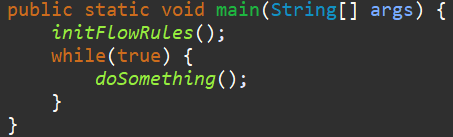 public static void main(String[] args) {
    initFlowRules();
    while(true) {
        doSomething();
    }
}